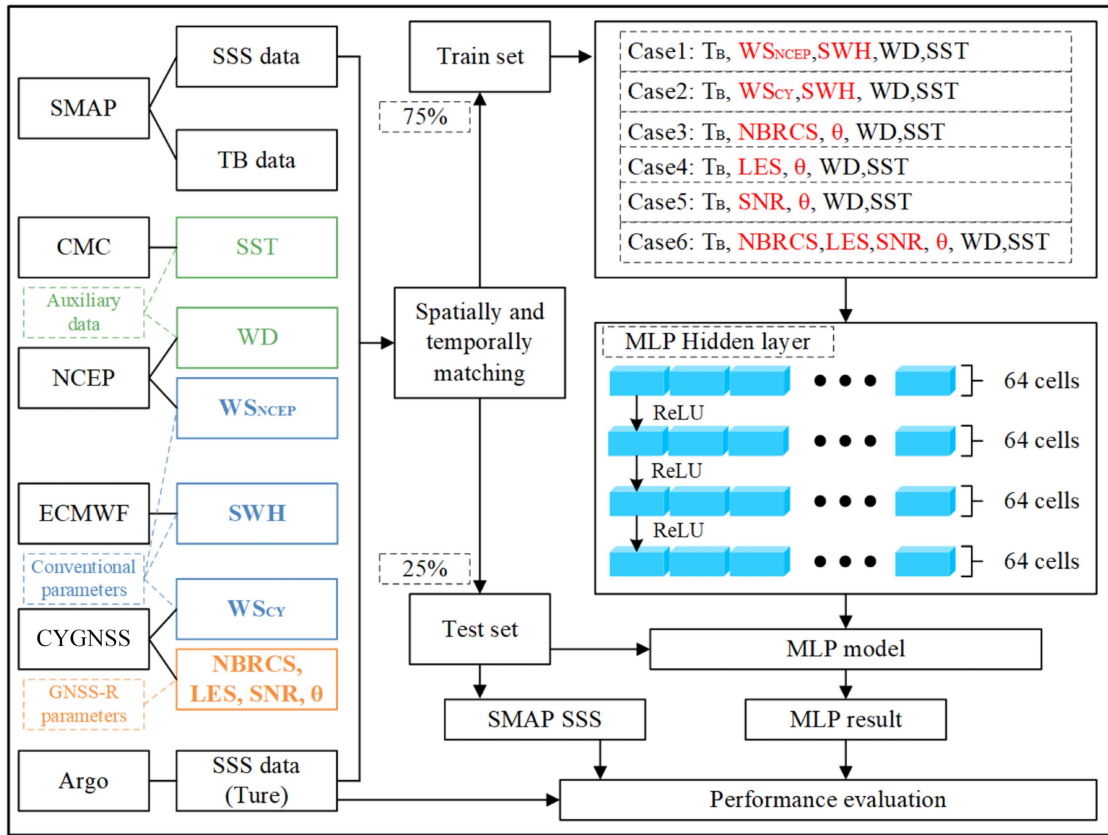 SMAP
SSS data
TB data
CMC
SST
Auxiliary
data
NCEP
WD
WSNCEP
ECMWF
SWH
Conventional
parameters
CYGNSS
WSCY
NBRCS,
LES, SNR, θ
GNSS-R
parameters
Argo
SSS data
(Ture)
Spatially and
temporally
matching
75%
Train set
25%
Test set
SMAP SSS
Case1: TB, WSNCEP,SWH,WD,SST
Case2: TB, WSCY,SWH, WD,SST
Case3: TB, NBRCS, θ, WD,SST
Case4: TB, LES, θ, WD,SST
Case5: TB, SNR, θ, WD,SST
Case6: TB, NBRCS,LES,SNR, θ, WD,SST
MLP Hidden layer
64 cells
ReLU
64 cells
ReLU
64 cells
ReLU
64 cells
MLP model
MLP result
Performance evaluation